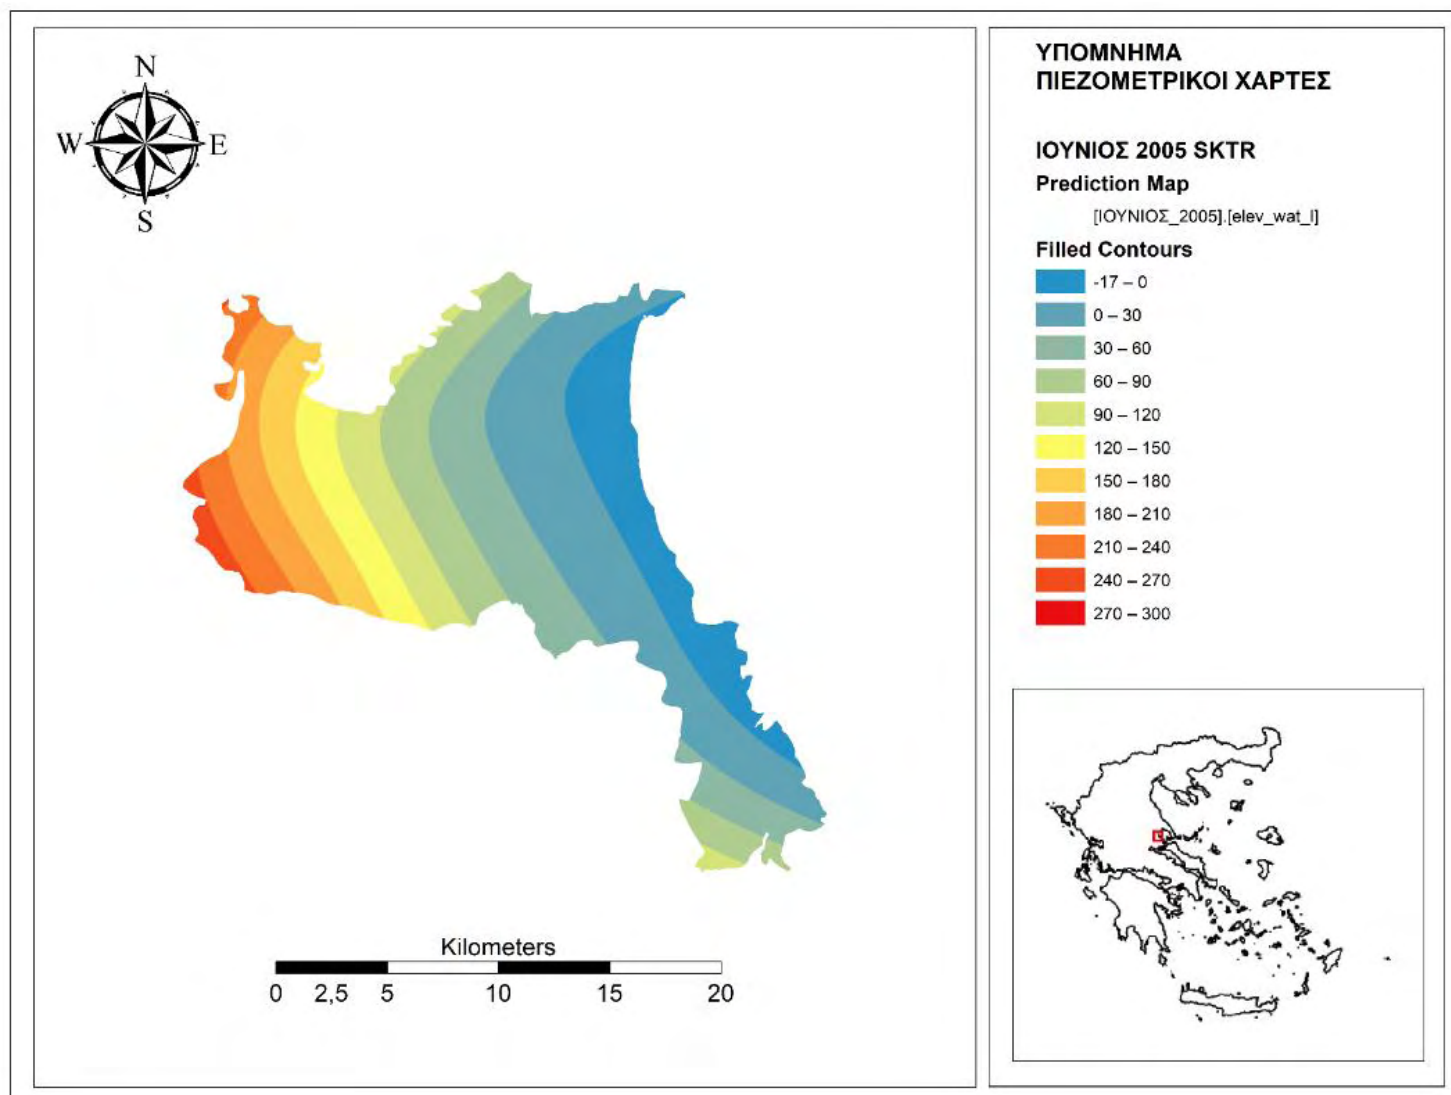 N
W
E
S
Kilometers
0 2,5 5 10 15 20
ΥΠΟΜΝΗΜΑ
ΠΙΕΖΟΜΕΤΡΙΚΟΙ ΧΑΡΤΕΣ
ΙΟΥΝΙΟΣ 2005 SKTR
Prediction Map
[ΙΟΥΝΙΟΣ_2005].[elev_wat_l]
Filled Contours
-17 – 0
0 – 30
30 – 60
60 – 90
90 – 120
120 – 150
150 – 180
180 – 210
210 – 240
240 – 270
270 – 300